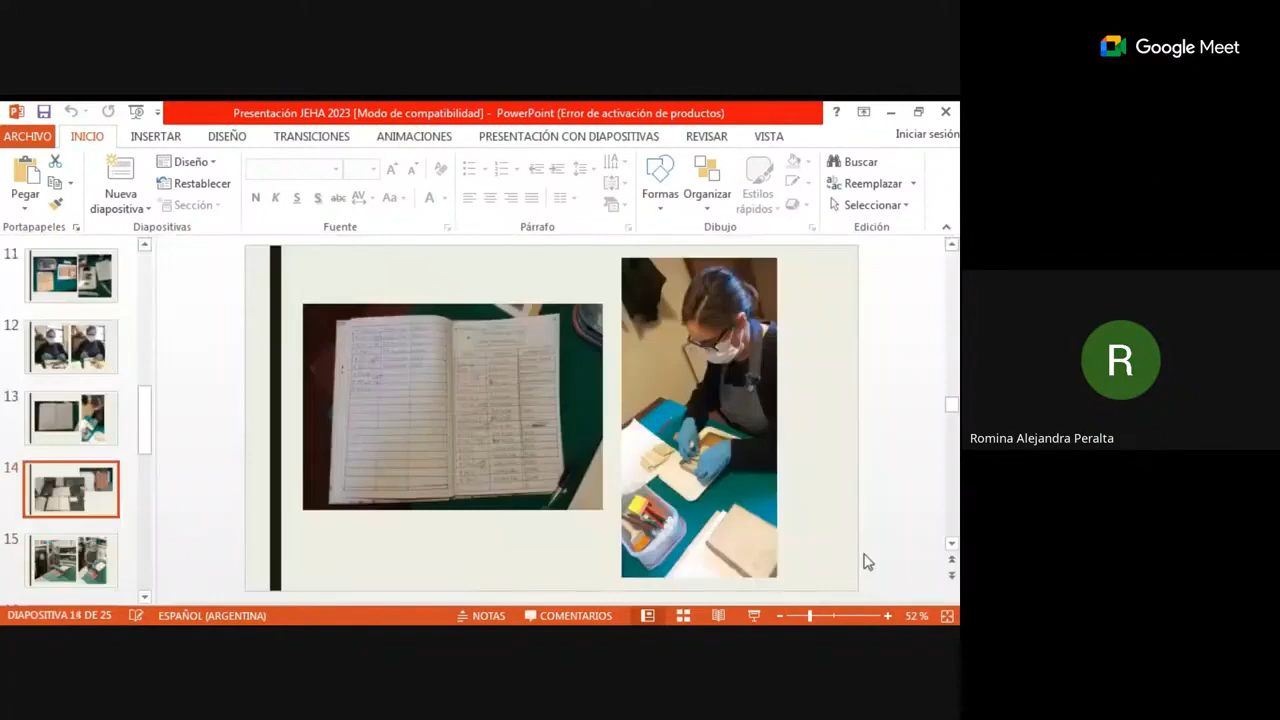 Google Meet
Presentación JEHA 2023 [Modo de compatibilidad] - PowerPoint (Error de activación de productos)
ARCHIVO INICIO INSERTAR DISEÑO TRANSICIONES ANIMACIONES PRESENTACIÓN CON DIAPOSITIVAS REVISAR VISTA Iniciar sesión
Pegar
Nueva diapositiva
Diseño
Restablecer
Sección
N K S S abc AV Aa A
Formas
Organizar
Estilos rápidos
Buscar
Reemplazar
Seleccionar
Portapapeles Diapositivas Fuente Párrafo Dibujo Edición
11
12
13
14
15
R
Romina Alejandra Peralta
DIAPOSITIVA 14 DE 25 ESPAÑOL (ARGENTINA) NOTAS COMENTARIOS 52 %